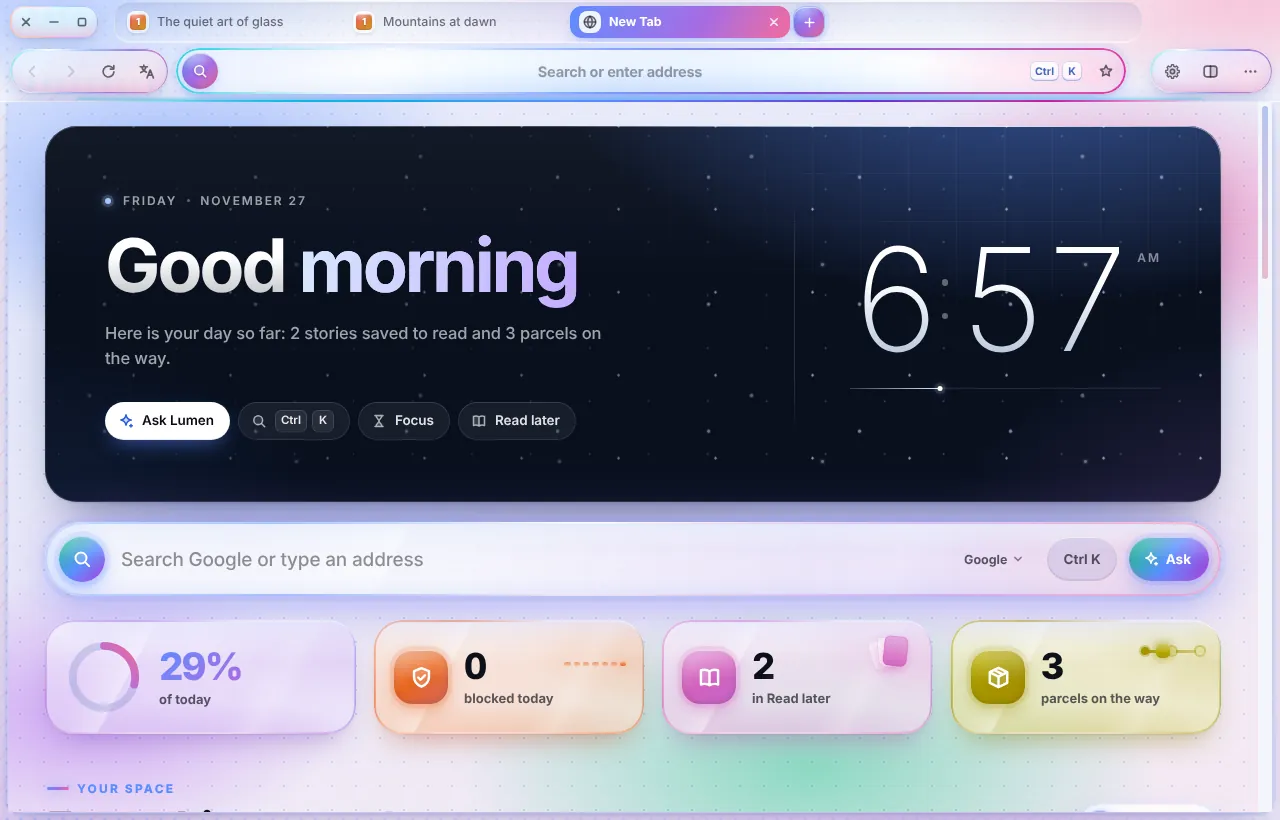 1 The quiet art of glass
1 Mountains at dawn
New Tab
Search or enter address
Ctrl K
FRIDAY • NOVEMBER 27
Good morning
Here is your day so far: 2 stories saved to read and 3 parcels on
the way.
6:57 AM
Ask Lumen
Ctrl K
Focus
Read later
Search Google or type an address
Google
Ctrl K
Ask
29%
of today
0
blocked today
2
in Read later
3
parcels on the way
YOUR SPACE